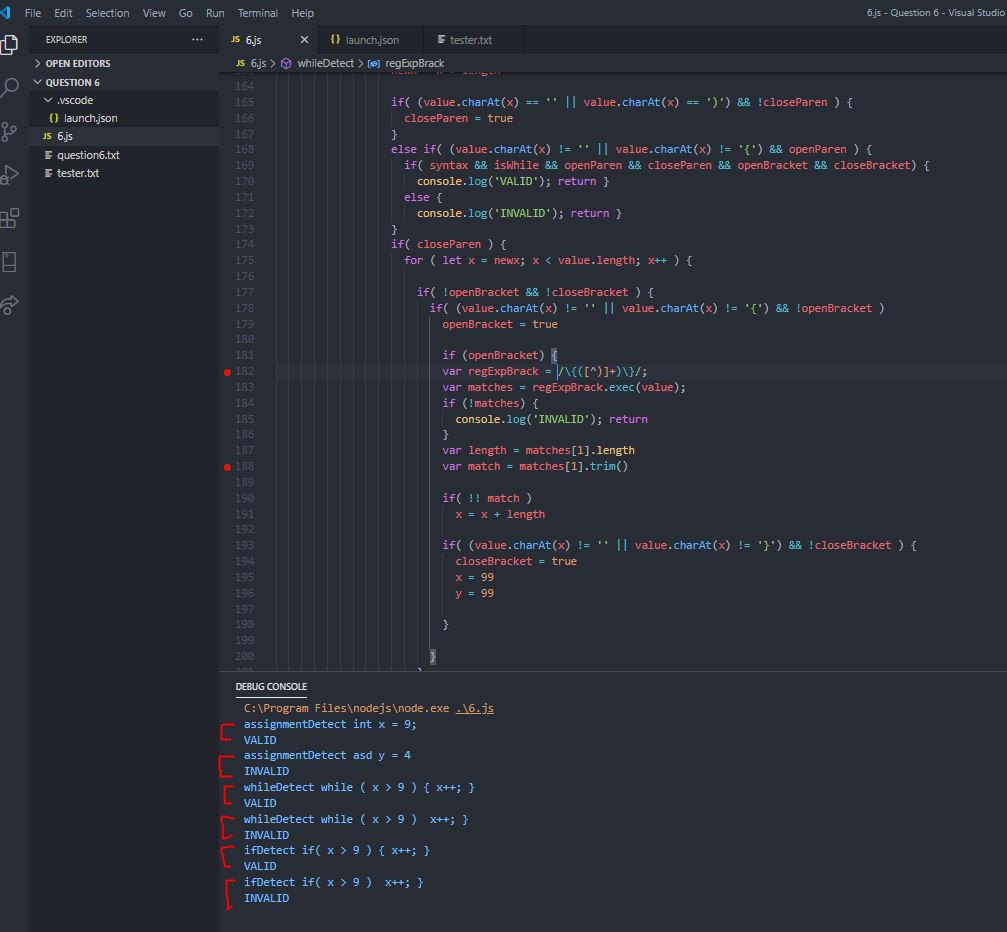 File Edit Selection View Go Run Terminal Help 6.js - Question 6 - Visual Studio
EXPLORER ···
OPEN EDITORS
QUESTION 6
.vscode
{} launch.json
JS 6.js
question6.txt
tester.txt
JS 6.js × {} launch.json tester.txt
JS 6.js > whileDetect > regExpBrack
164
165 if( (value.charAt(x) == '' || value.charAt(x) == ')') && !closeParen ) {
166 closeParen = true
167 }
168 else if( (value.charAt(x) != '' || value.charAt(x) != '{') && openParen ) {
169 if( syntax && isWhile && openParen && closeParen && openBracket && closeBracket) {
170 console.log('VALID'); return }
171 else {
172 console.log('INVALID'); return }
173 }
174 if( closeParen ) {
175 for ( let x = newx; x < value.length; x++ ) {
176
177 if( !openBracket && !closeBracket ) {
178 if( (value.charAt(x) != '' || value.charAt(x) != '{') && !openBracket )
179 openBracket = true
180
181 if (openBracket) {
182 var regExpBrack = /\{([^)]+)\}/;
183 var matches = regExpBrack.exec(value);
184 if (!matches) {
185 console.log('INVALID'); return
186 }
187 var length = matches[1].length
188 var match = matches[1].trim()
189
190 if( !! match )
191 x = x + length
192
193 if( (value.charAt(x) != '' || value.charAt(x) != '}') && !closeBracket ) {
194 closeBracket = true
195 x = 99
196 y = 99
197
198 }
199
200 }
DEBUG CONSOLE
C:\Program Files\nodejs\node.exe .\6.js
assignmentDetect int x = 9;
VALID
assignmentDetect asd y = 4
INVALID
whileDetect while ( x > 9 ) { x++; }
VALID
whileDetect while ( x > 9 )  x++; }
INVALID
ifDetect if( x > 9 ) { x++; }
VALID
ifDetect if( x > 9 )  x++; }
INVALID